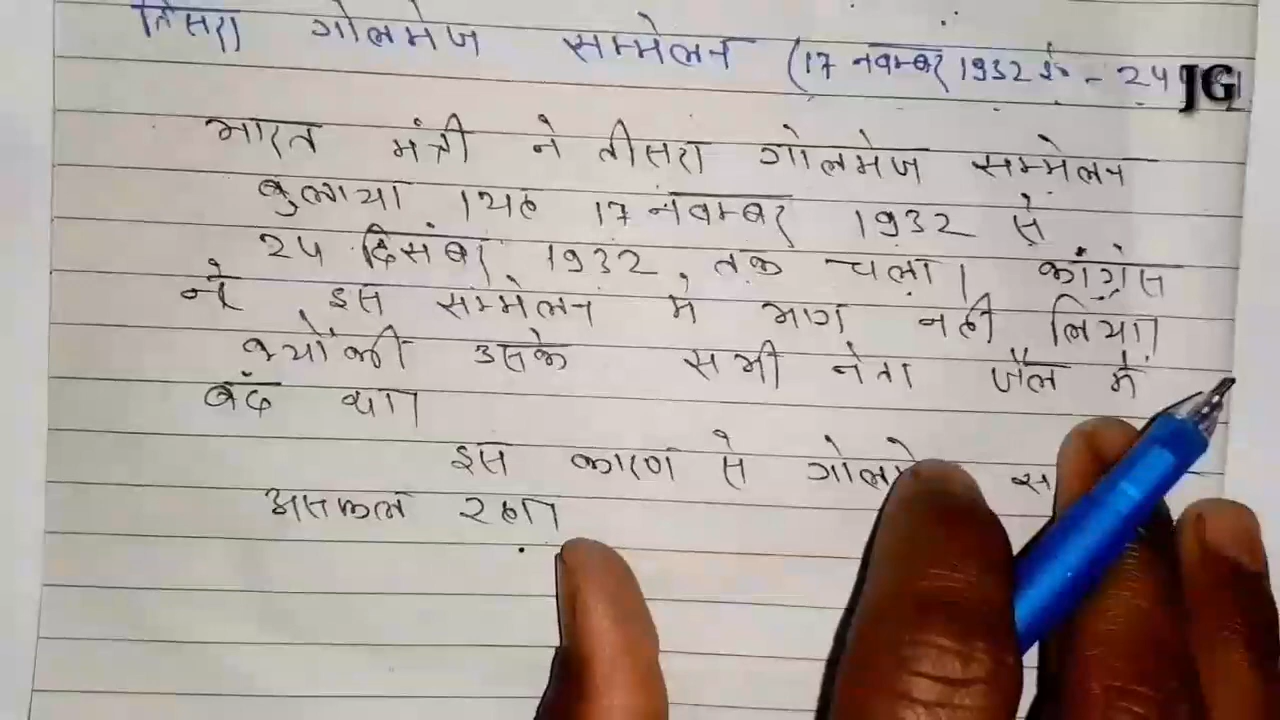 तिसरा गोलमेज सम्मेलन (17 नवम्बर 1932 से - 24
JG
भारत मंत्री ने तीसरा गोलमेज सम्मेलन
बुलाया । यह 17 नवम्बर 1932 से
24 दिसंबर 1932 तक चला। कॉंग्रेस
ने इस सम्मेलन मे भाग नही लिया।
क्योंकी उसके सभी नेता जेल में
बंद था।
इस कारण से गोलमे स
असफल रहा।